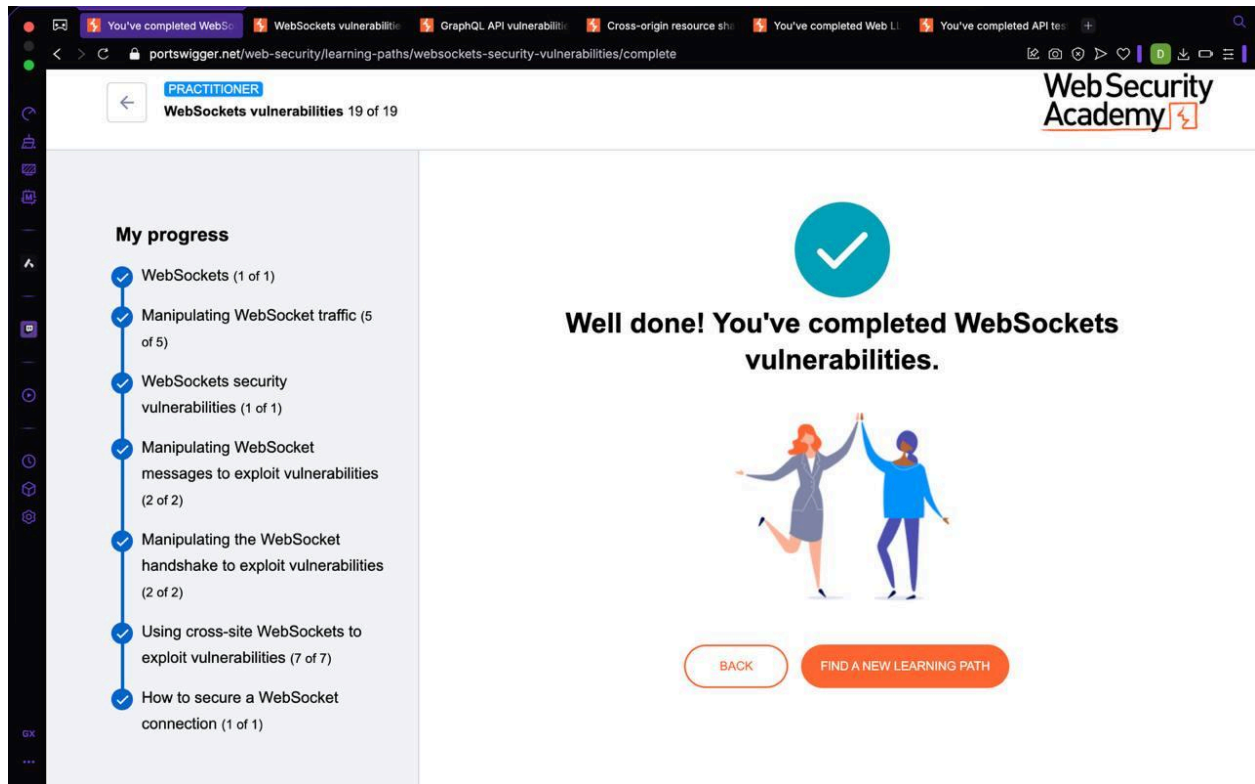 You've completed WebSo
WebSockets vulnerabilitie
GraphQL API vulnerabilitie
Cross-origin resource sha
You've completed Web LL
You've completed API tes
portswigger.net/web-security/learning-paths/websockets-security-vulnerabilities/complete
D
PRACTITIONER
WebSockets vulnerabilities 19 of 19
Web Security
Academy
My progress
WebSockets (1 of 1)
Manipulating WebSocket traffic (5
of 5)
WebSockets security
vulnerabilities (1 of 1)
Manipulating WebSocket
messages to exploit vulnerabilities
(2 of 2)
Manipulating the WebSocket
handshake to exploit vulnerabilities
(2 of 2)
Using cross-site WebSockets to
exploit vulnerabilities (7 of 7)
How to secure a WebSocket
connection (1 of 1)
Well done! You've completed WebSockets
vulnerabilities.
BACK
FIND A NEW LEARNING PATH
GX